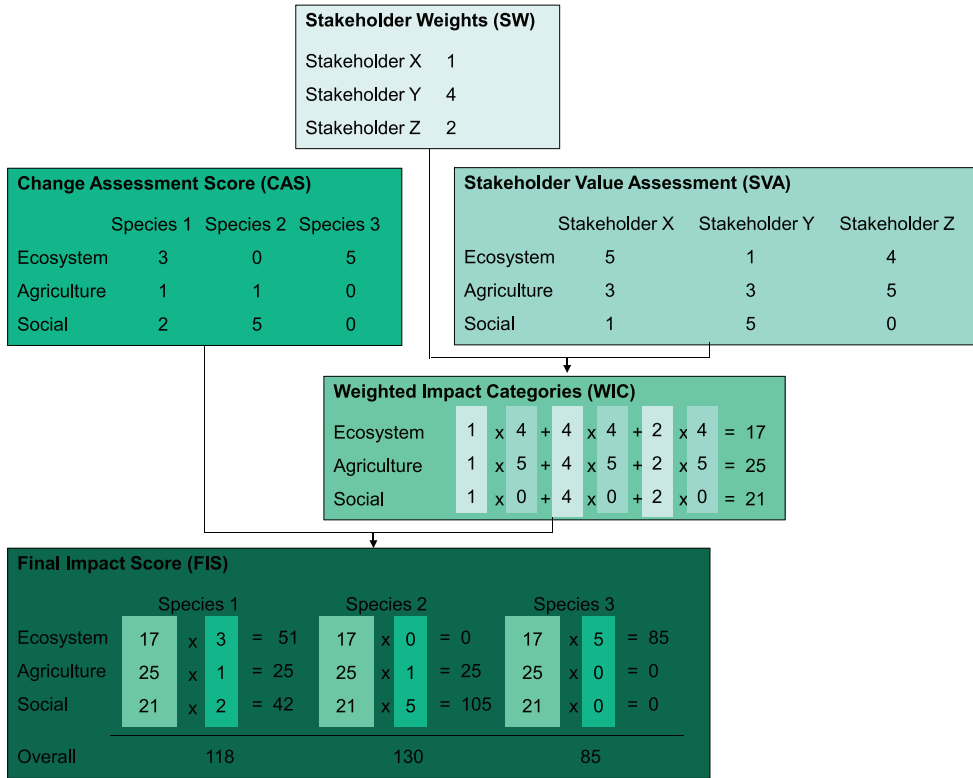 Stakeholder Weights (SW)
Stakeholder X 1
Stakeholder Y 4
Stakeholder Z 2
Change Assessment Score (CAS)
Species 1 Species 2 Species 3
Ecosystem 3 0 5
Agriculture 1 1 0
Social 2 5 0
Stakeholder Value Assessment (SVA)
Stakeholder X Stakeholder Y Stakeholder Z
Ecosystem 5 1 4
Agriculture 3 3 5
Social 1 5 0
Weighted Impact Categories (WIC)
Ecosystem 1 x 4 + 4 x 4 + 2 x 4 = 17
Agriculture 1 x 5 + 4 x 5 + 2 x 5 = 25
Social 1 x 0 + 4 x 0 + 2 x 0 = 21
Final Impact Score (FIS)
Species 1 Species 2 Species 3
Ecosystem 17 x 3 = 51 17 x 0 = 0 17 x 5 = 85
Agriculture 25 x 1 = 25 25 x 1 = 25 25 x 0 = 0
Social 21 x 2 = 42 21 x 5 = 105 21 x 0 = 0
Overall 118 130 85